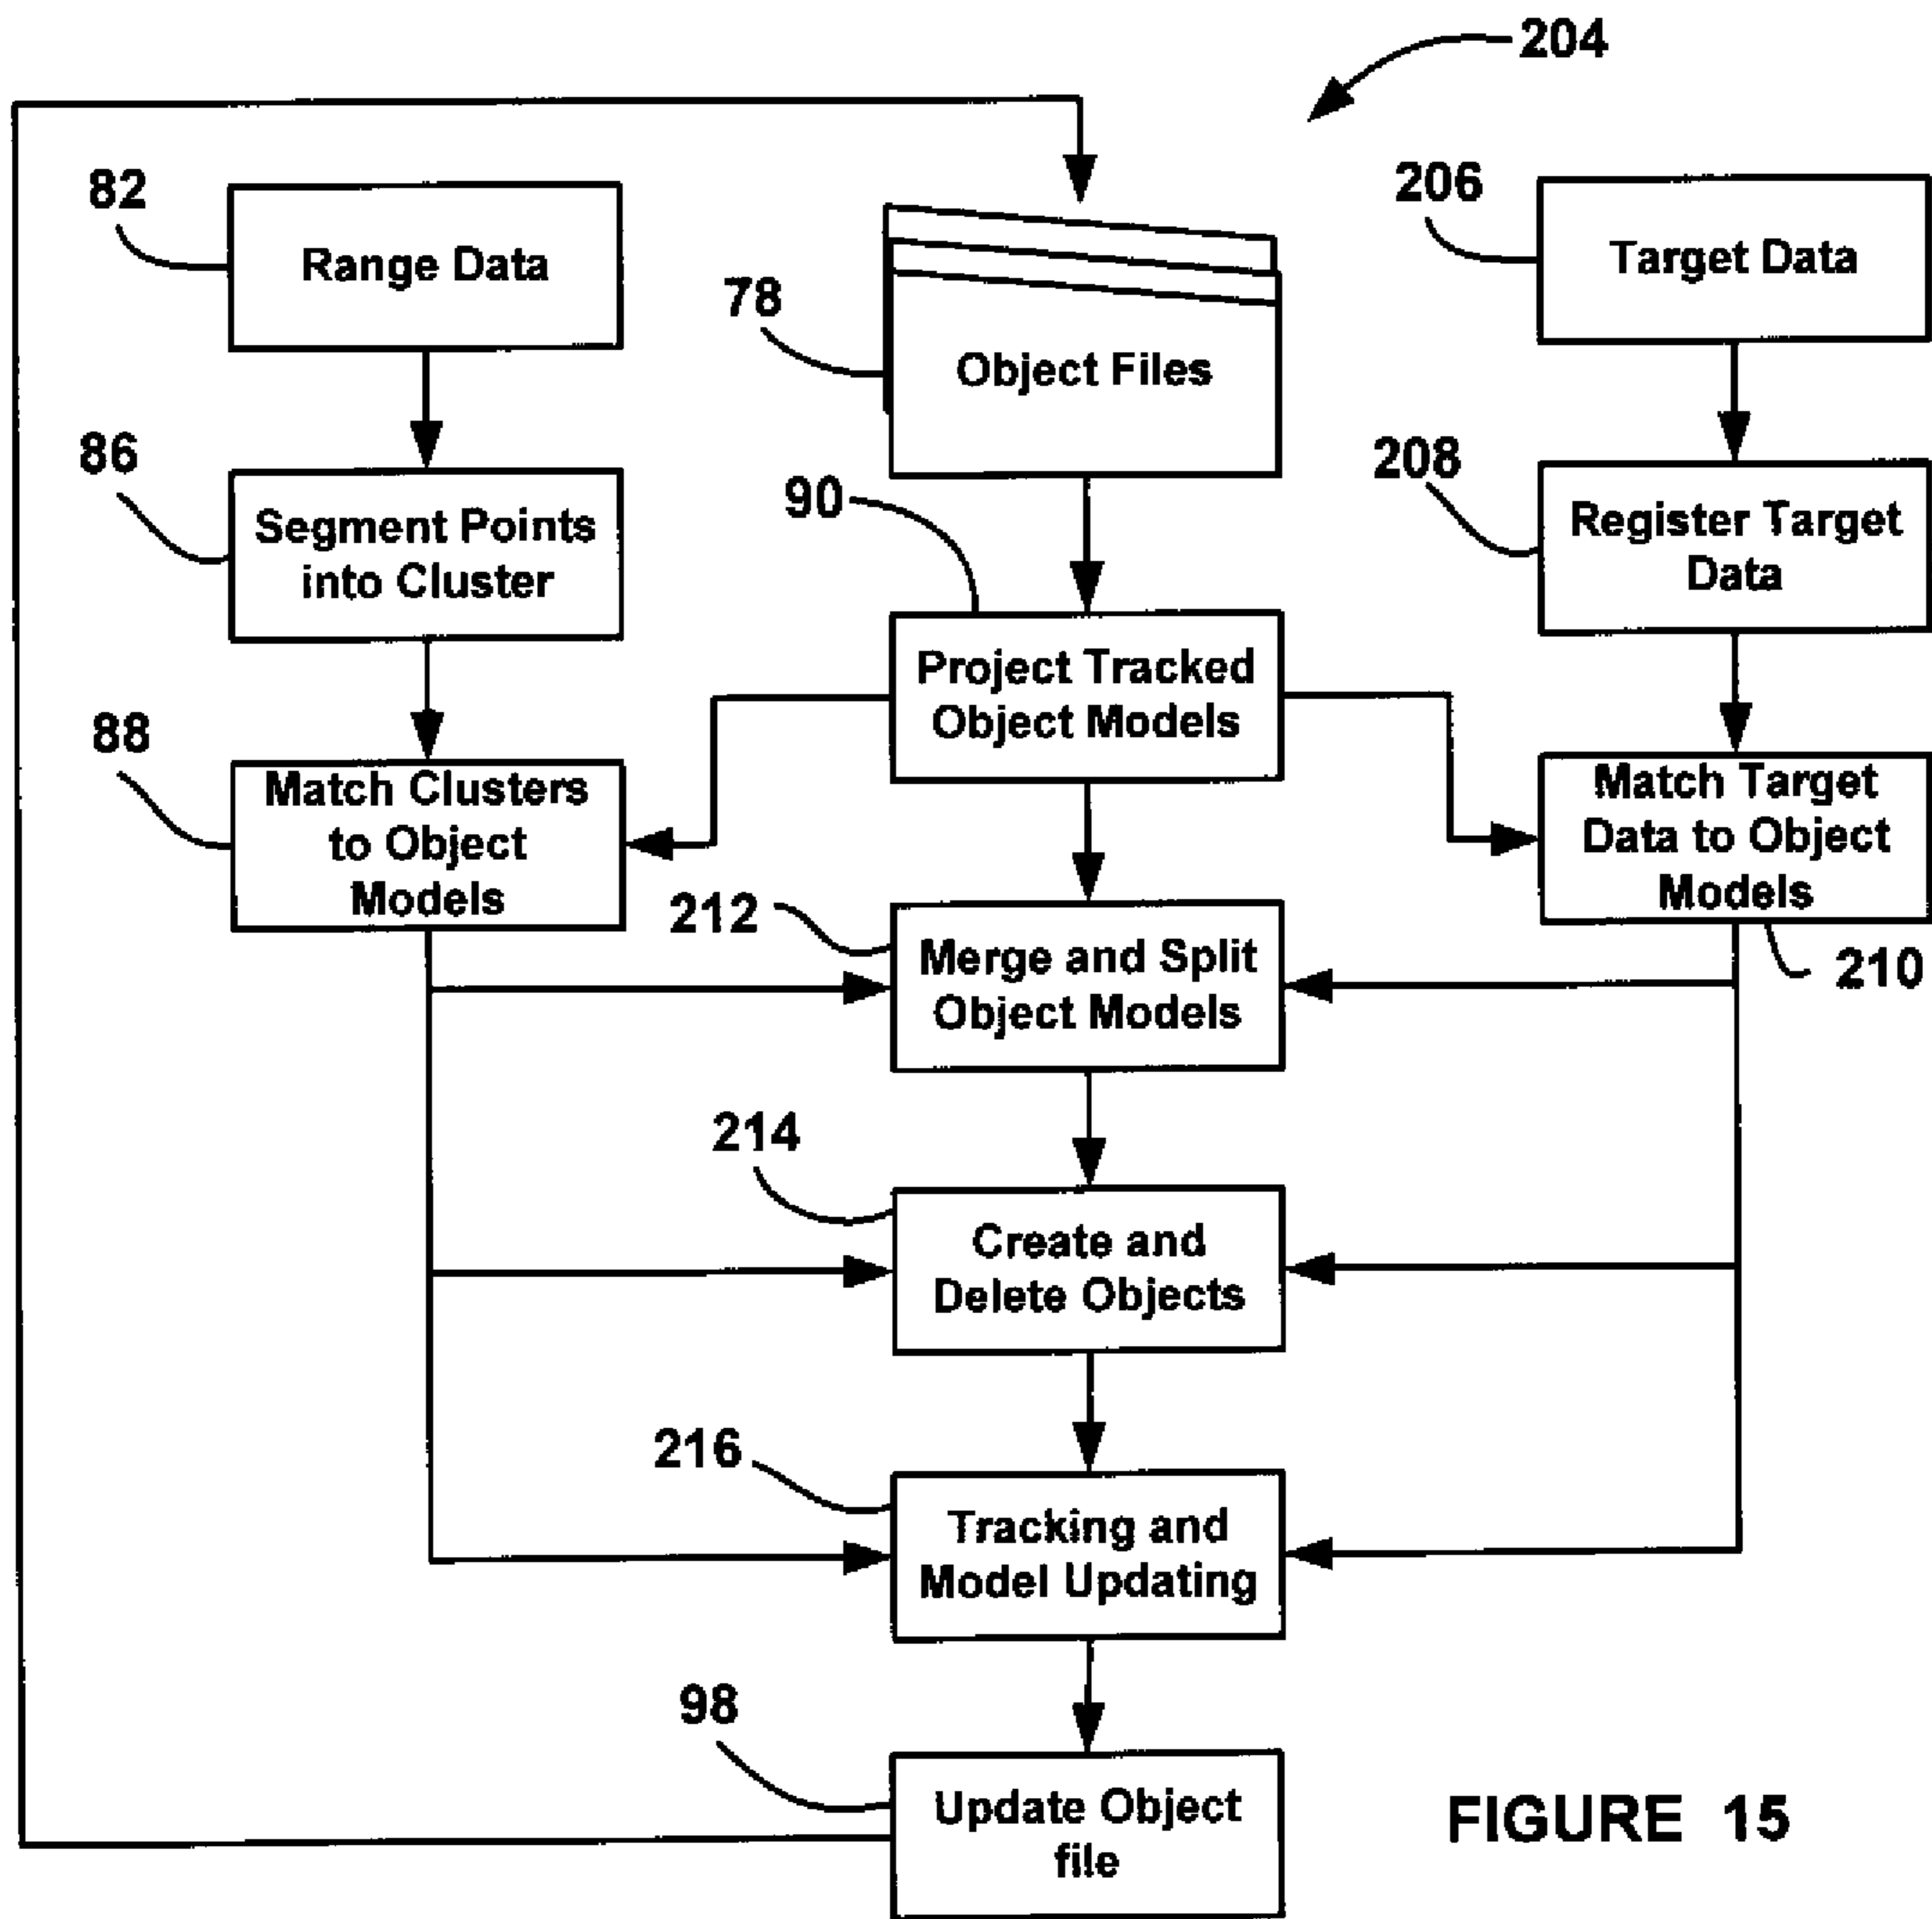 204
82
Range Data
78
Object Files
206
Target Data
86
Segment Points
into Cluster
90
Project Tracked
Object Models
208
Register Target
Data
88
Match Clusters
to Object
Models
Match Target
Data to Object
Models
210
212
Merge and Split
Object Models
214
Create and
Delete Objects
216
Tracking and
Model Updating
98
Update Object
file
FIGURE 15